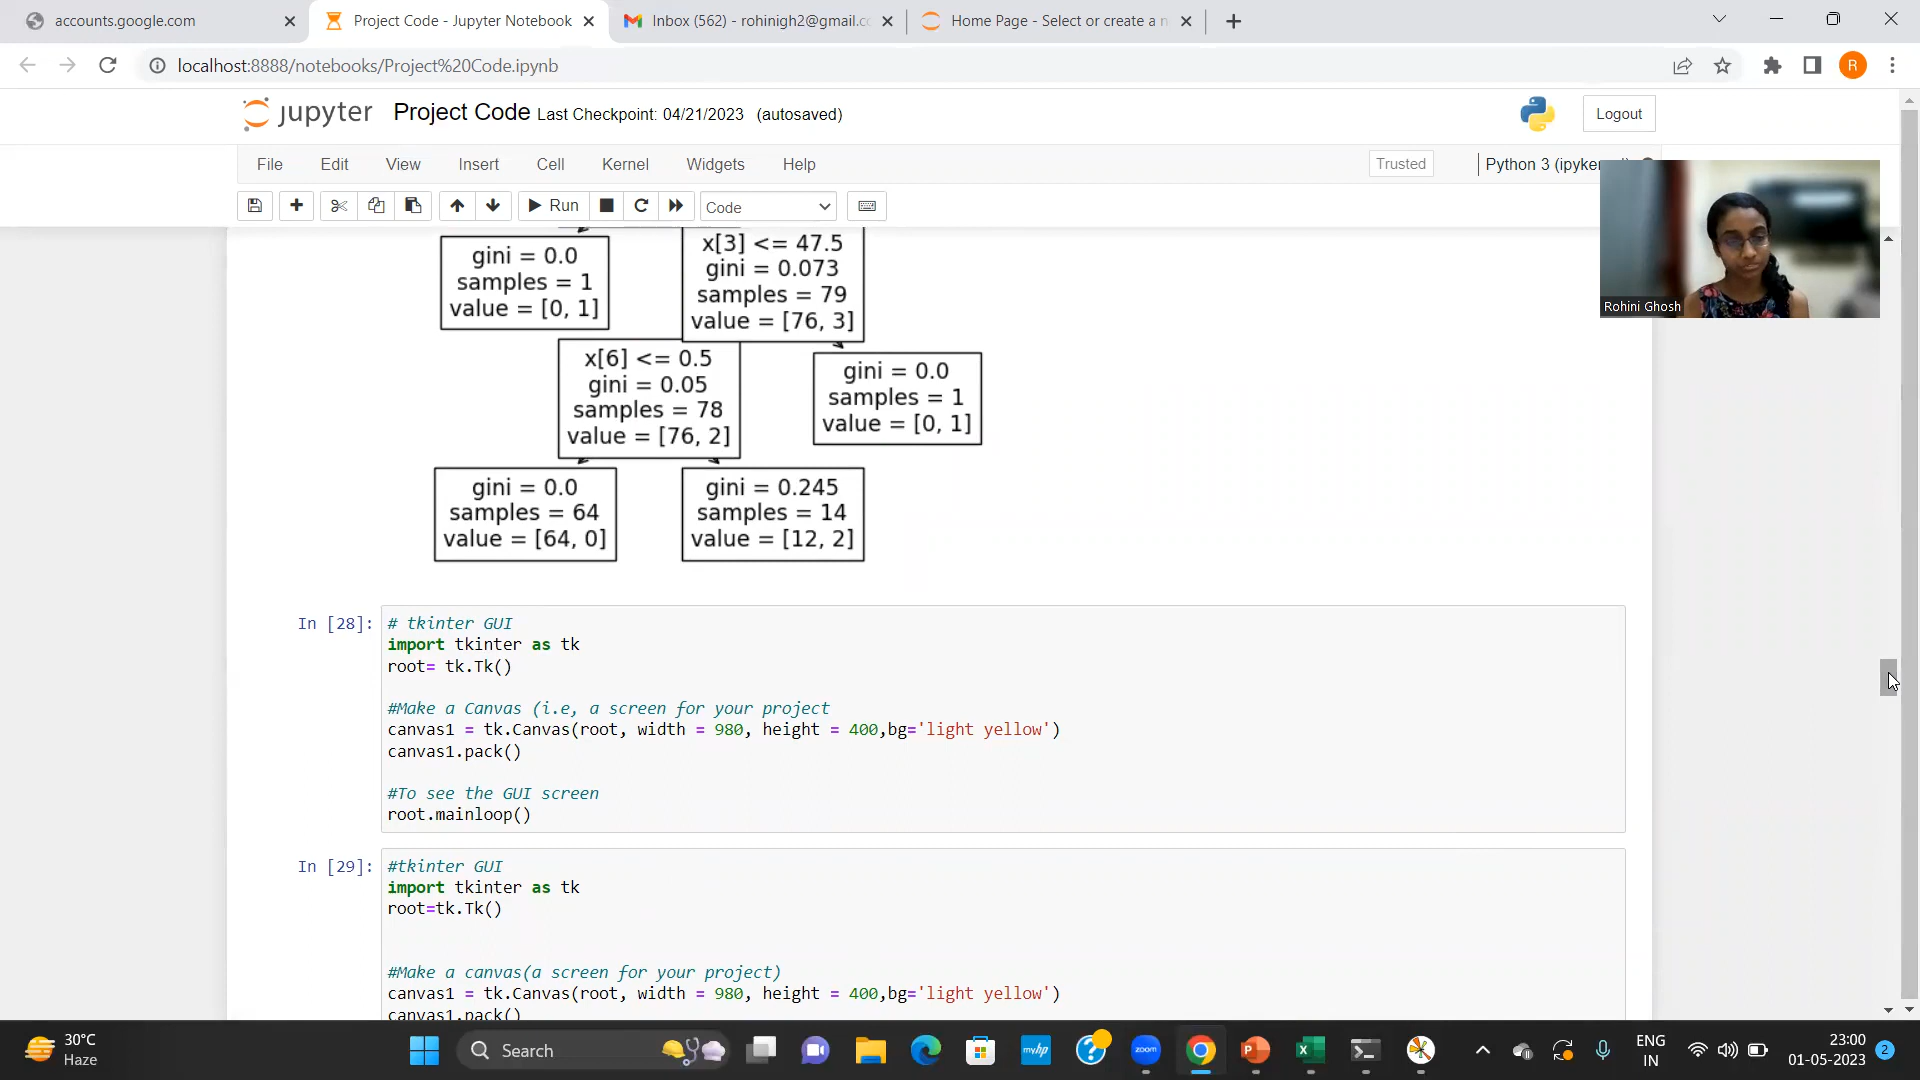 accounts.google.com
Project Code - Jupyter Notebook
Inbox (562) - rohinigh2@gmail.co
Home Page - Select or create a n
localhost:8888/notebooks/Project%20Code.ipynb
R
jupyter Project Code Last Checkpoint: 04/21/2023 (autosaved)
Logout
File Edit View Insert Cell Kernel Widgets Help
Trusted
Python 3 (ipyke
Run
Code
Rohini Ghosh
gini = 0.0
samples = 1
value = [0, 1]
x[3] <= 47.5
gini = 0.073
samples = 79
value = [76, 3]
x[6] <= 0.5
gini = 0.05
samples = 78
value = [76, 2]
gini = 0.0
samples = 1
value = [0, 1]
gini = 0.0
samples = 64
value = [64, 0]
gini = 0.245
samples = 14
value = [12, 2]
In [28]:
# tkinter GUI
import tkinter as tk
root= tk.Tk()
#Make a Canvas (i.e, a screen for your project
canvas1 = tk.Canvas(root, width = 980, height = 400,bg='light yellow')
canvas1.pack()
#To see the GUI screen
root.mainloop()
In [29]:
#tkinter GUI
import tkinter as tk
root=tk.Tk()
#Make a canvas(a screen for your project)
canvas1 = tk.Canvas(root, width = 980, height = 400,bg='light yellow')
canvas1.pack()
30°C
Haze
Search
myhp
zoom
ENG
IN
23:00
01-05-2023
2